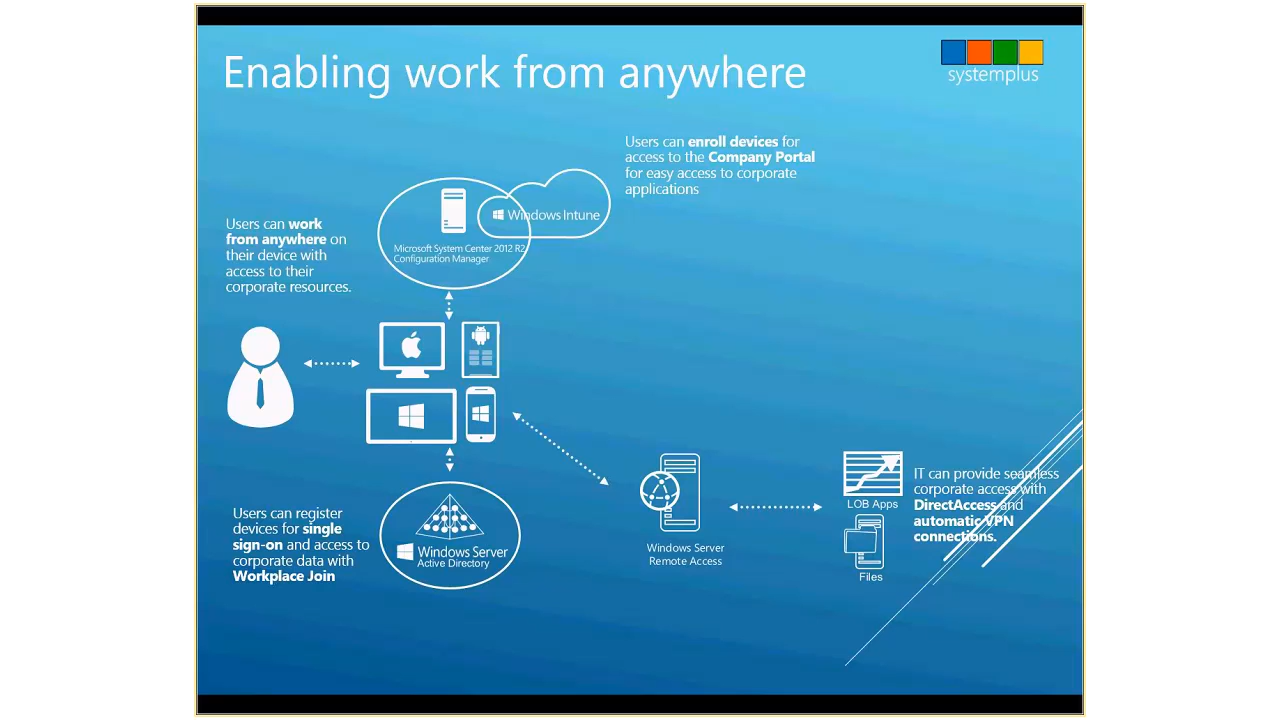 Enabling work from anywhere
systemplus
Users can enroll devices for
access to the Company Portal
for easy access to corporate
applications
Windows Intune
Microsoft System Center 2012 R2
Configuration Manager
Users can work
from anywhere on
their device with
access to their
corporate resources.
Users can register
devices for single
sign-on and access to
corporate data with
Workplace Join
Windows Server
Active Directory
Windows Server
Remote Access
LOB Apps
Files
IT can provide seamless
corporate access with
DirectAccess and
automatic VPN
connections.